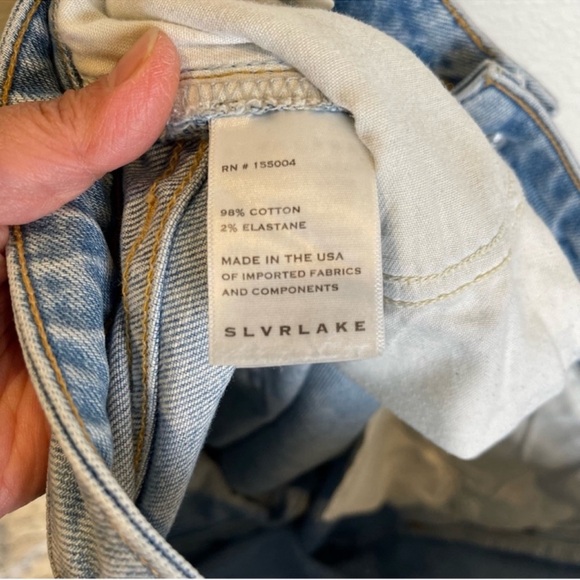 RN # 155004
98% COTTON
2% ELASTANE
MADE IN THE USA
OF IMPORTED FABRICS
AND COMPONENTS
SLVRLAKE